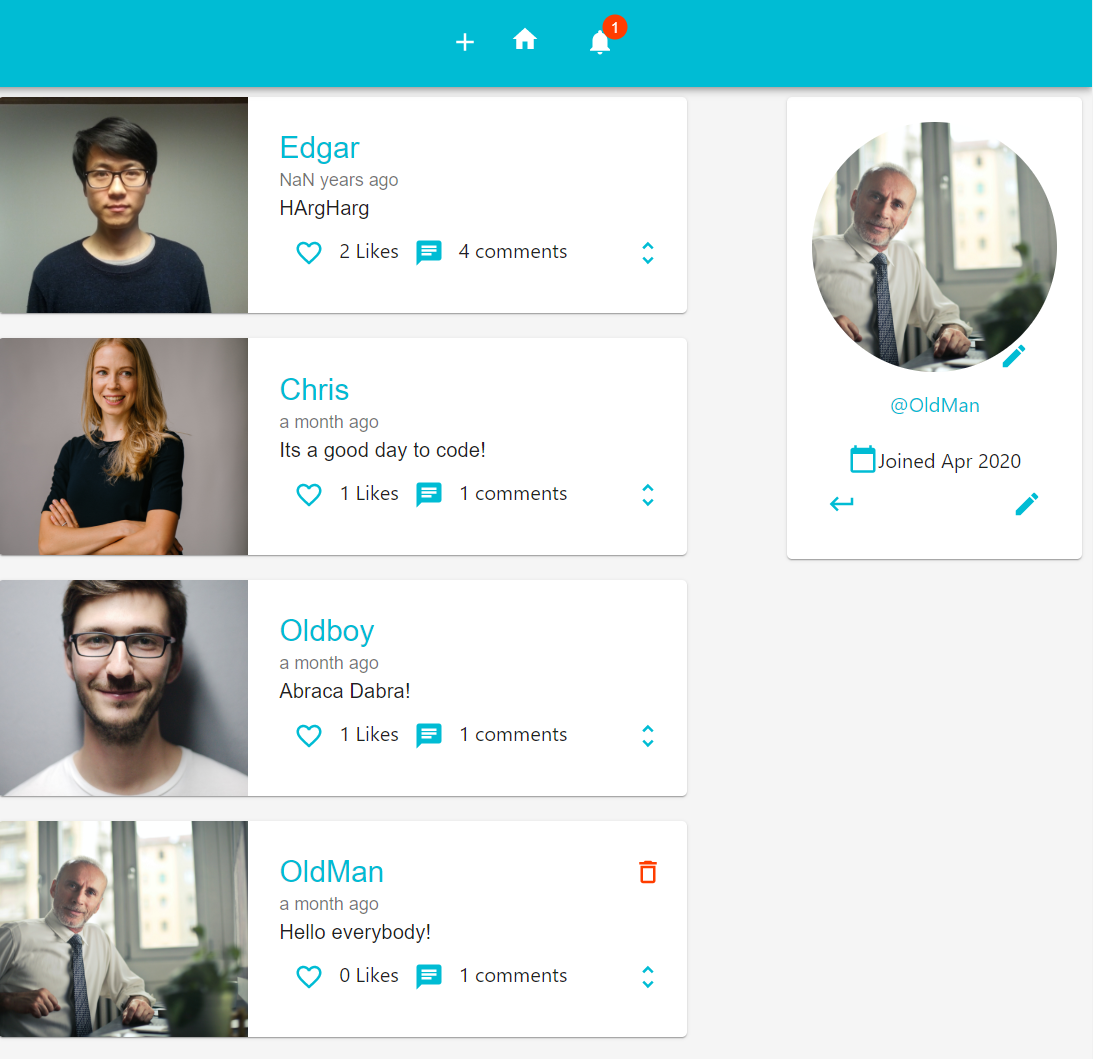 1
Edgar
NaN years ago
HArgHarg
2 Likes 4 comments
Chris
a month ago
Its a good day to code!
1 Likes 1 comments
Oldboy
a month ago
Abraca Dabra!
1 Likes 1 comments
OldMan
a month ago
Hello everybody!
0 Likes 1 comments
@OldMan
Joined Apr 2020